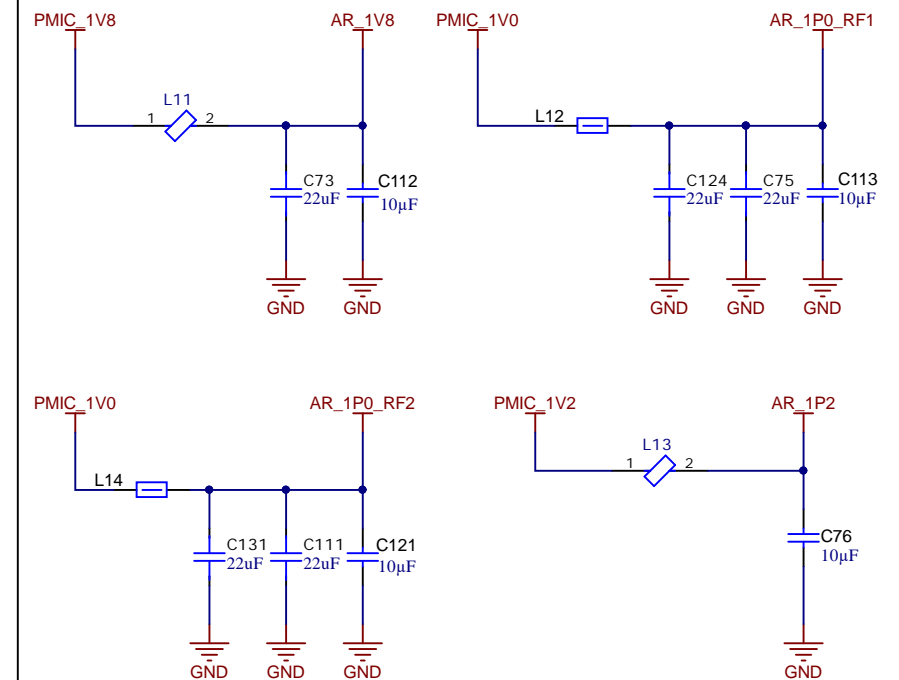 PMIC_1V8
AR_1V8
PMIC_1V0
AR_1P0_RF1
L11
1
2
L12
C73
22uF
C112
10µF
C124
22uF
C75
22uF
C113
10µF
GND
GND
GND
GND
GND
PMIC_1V0
AR_1P0_RF2
PMIC_1V2
AR_1P2
L14
L13
1
2
C131
22uF
C111
22uF
C121
10µF
C76
10µF
GND
GND
GND
GND